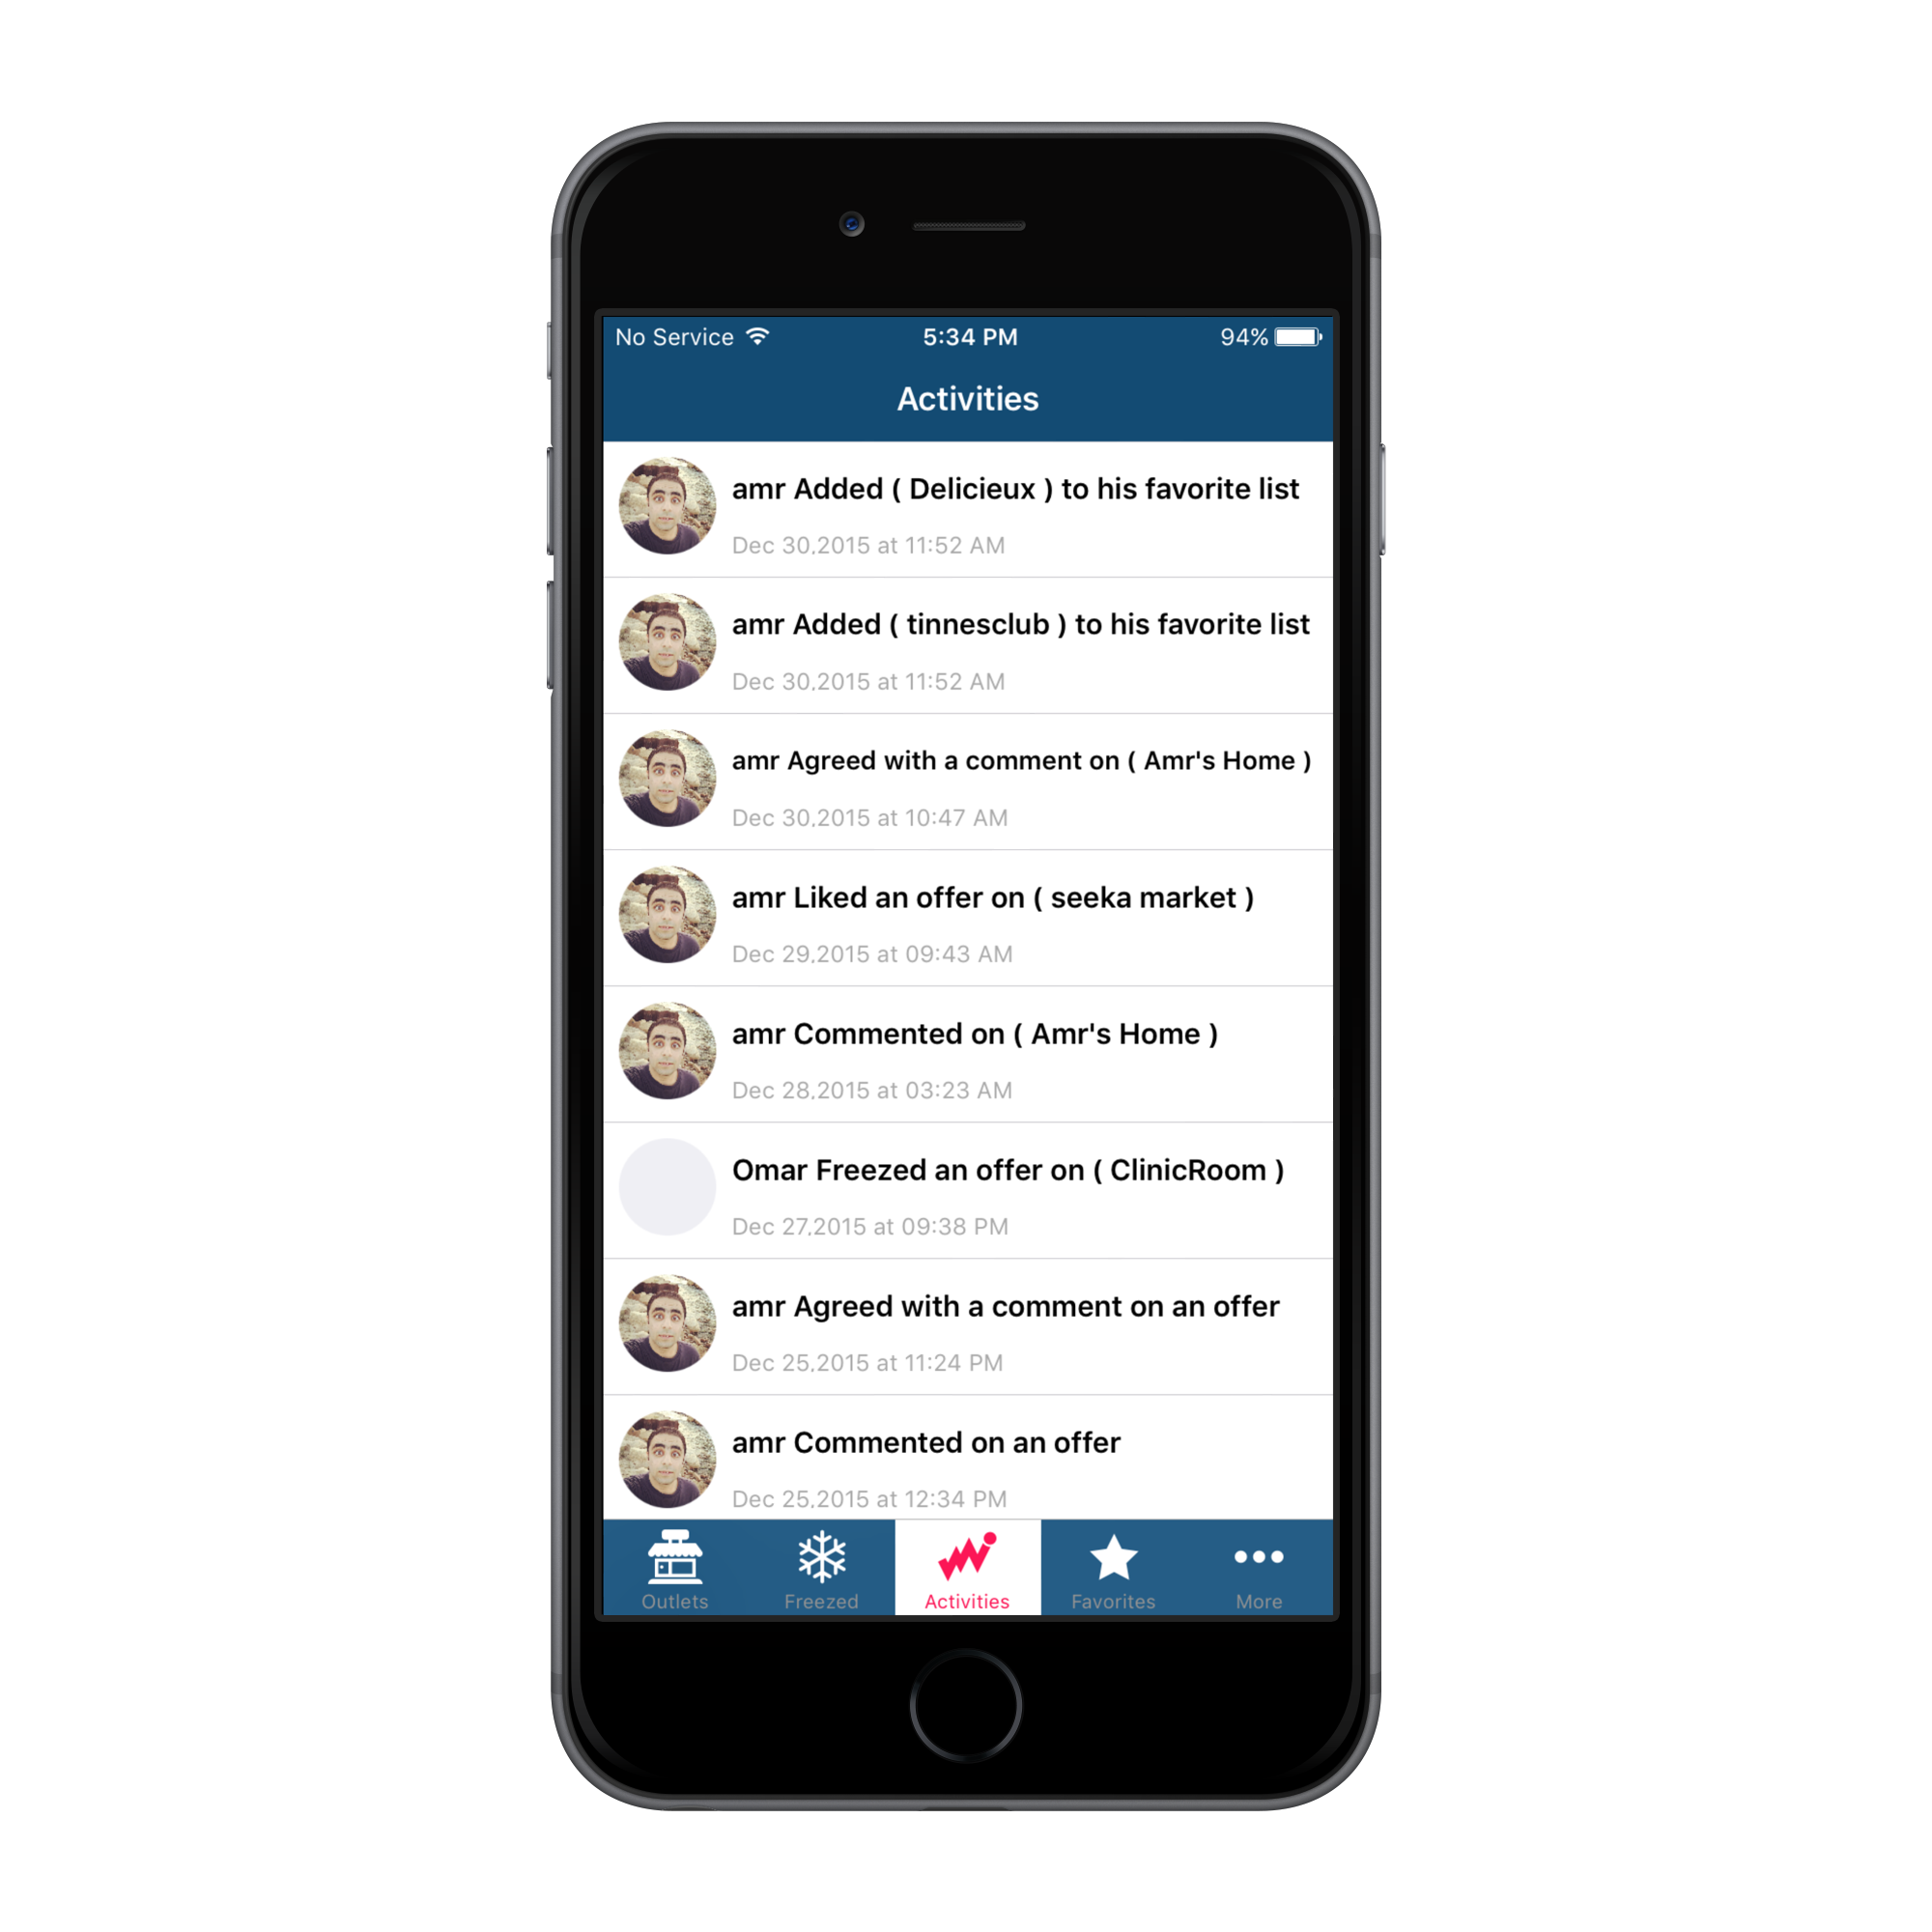 No Service 5:34 PM 94%
Activities
amr Added ( Delicieux ) to his favorite list
Dec 30,2015 at 11:52 AM
amr Added ( tinnesclub ) to his favorite list
Dec 30,2015 at 11:52 AM
amr Agreed with a comment on ( Amr's Home )
Dec 30,2015 at 10:47 AM
amr Liked an offer on ( seeka market )
Dec 29,2015 at 09:43 AM
amr Commented on ( Amr's Home )
Dec 28,2015 at 03:23 AM
Omar Freezed an offer on ( ClinicRoom )
Dec 27,2015 at 09:38 PM
amr Agreed with a comment on an offer
Dec 25,2015 at 11:24 PM
amr Commented on an offer
Dec 25,2015 at 12:34 PM
Outlets Freezed Activities Favorites More